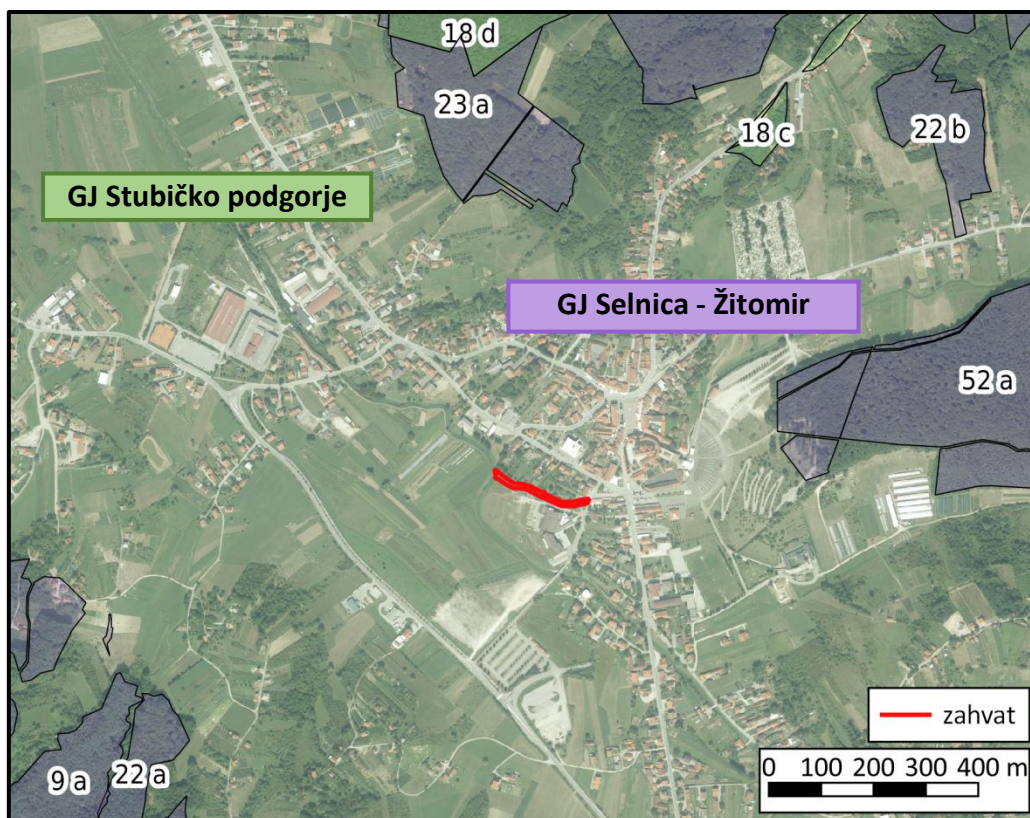 18 d
23 a
18 c
22 b
GJ Stubičko podgorje
GJ Selnica - Žitomir
52 a
9 a
22 a
zahvat
0 100 200 300 400 m